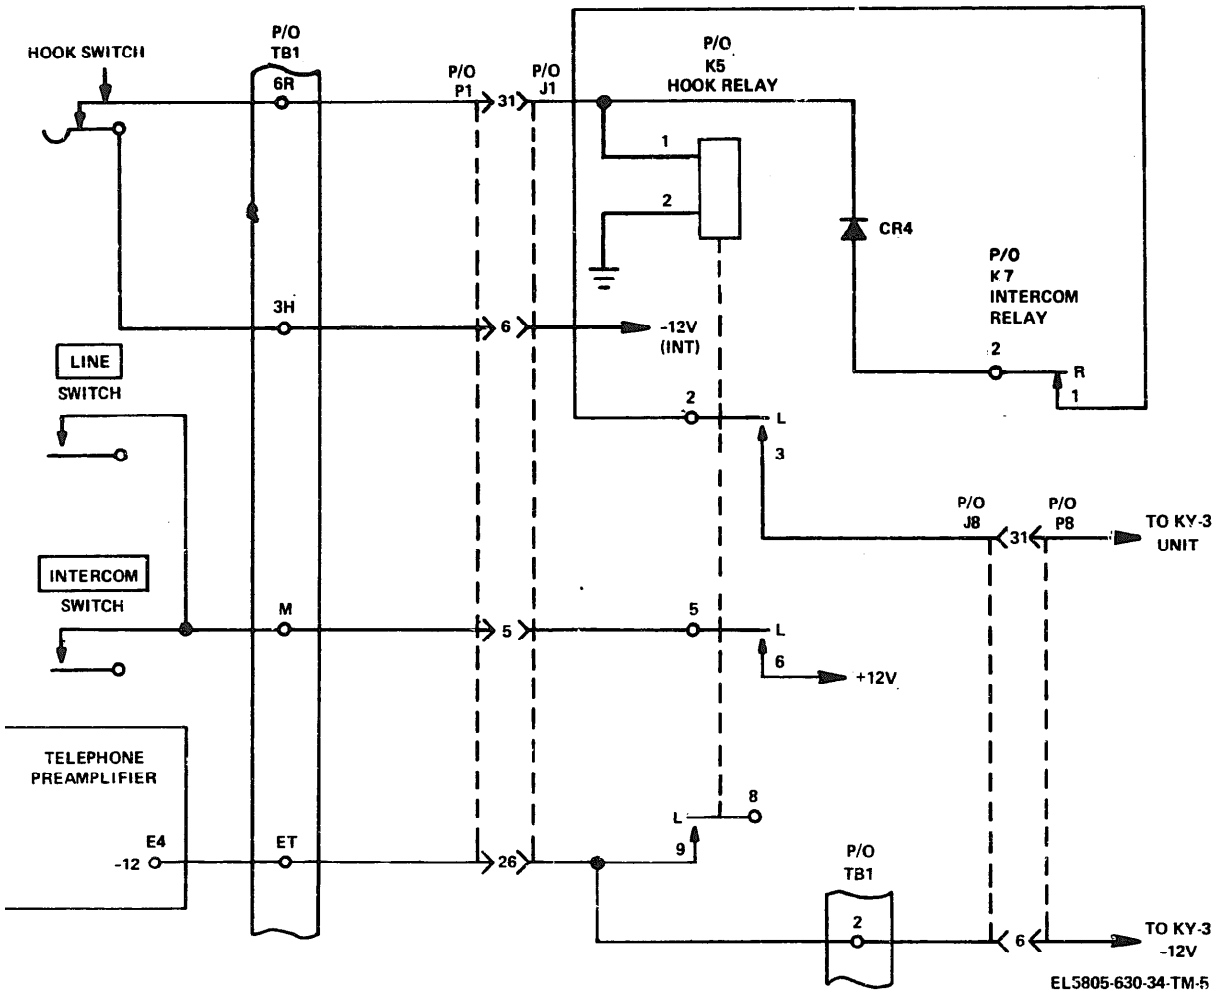 HOOK SWITCH
P/O
TB1
6R
P/O
P1
31
P/O
J1
P/O
K5
HOOK RELAY
1
2
CR4
P/O
K7
INTERCOM
RELAY
2
R
1
3H
6
-12V
(INT)
LINE
SWITCH
2
L
3
P/O
J8
31
P/O
P8
TO KY-3
UNIT
INTERCOM
SWITCH
M
5
5
L
6
+12V
TELEPHONE
PREAMPLIFIER
E4
-12
ET
26
L
8
9
P/O
TB1
2
6
TO KY-3
-12V
EL5805-630-34-TM-5